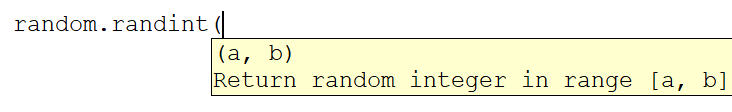 random.randint(
(a, b)
Return random integer in range [a, b]